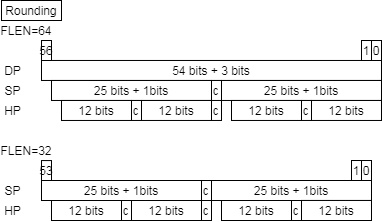 Rounding
FLEN=64
56 1 0
DP 54 bits + 3 bits
SP 25 bits + 1bits c 25 bits + 1bits
HP 12 bits c 12 bits c 12 bits c 12 bits
FLEN=32
53 1 0
SP 25 bits + 1bits c 25 bits + 1bits
HP 12 bits c 12 bits c 12 bits c 12 bits